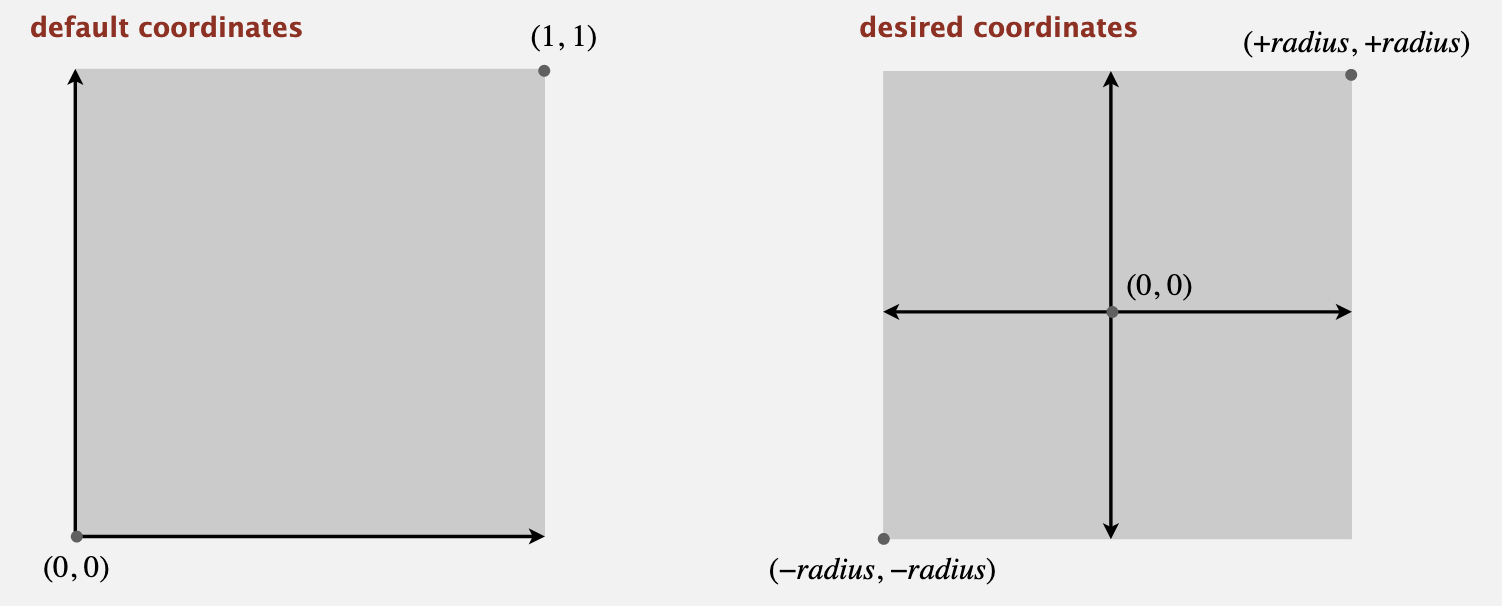 default coordinates
(1, 1)
(0, 0)
desired coordinates
(+radius, +radius)
(0, 0)
(−radius, −radius)